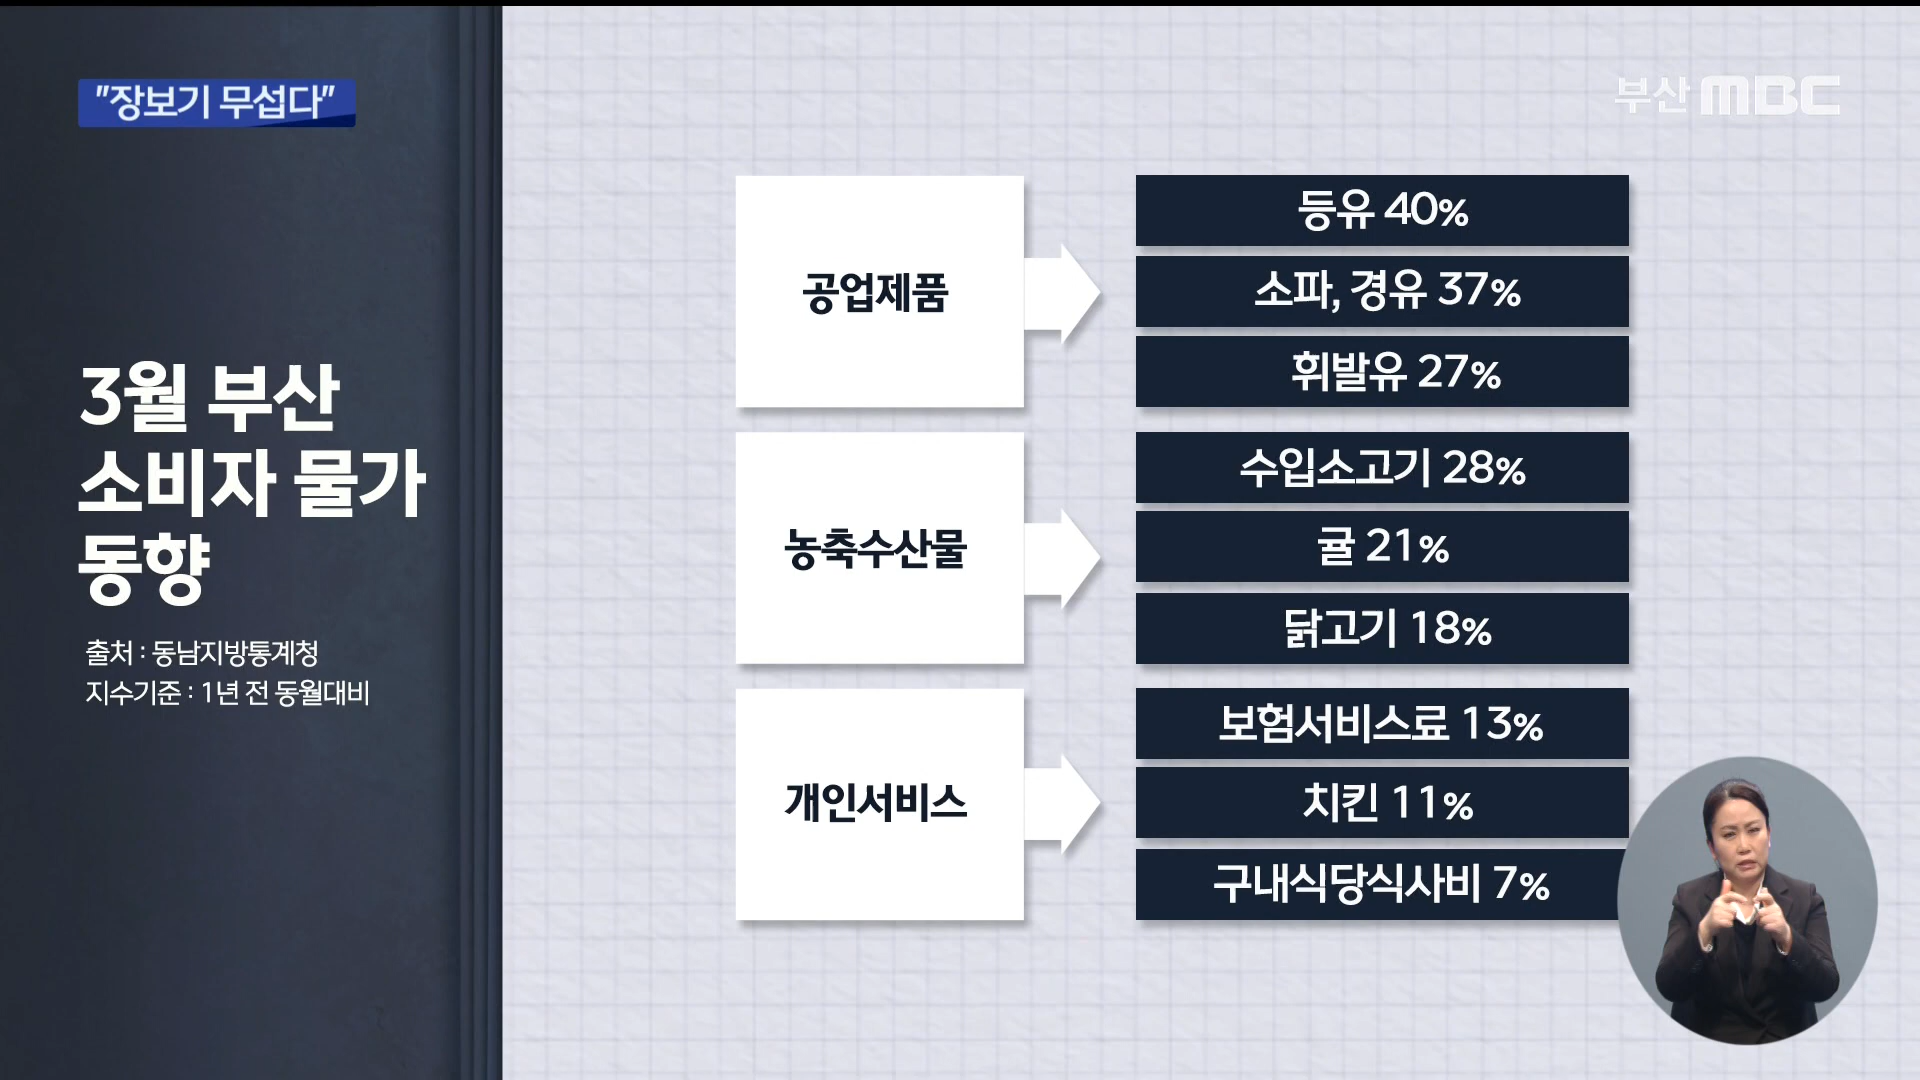 "장보기 무섭다"
부산 MBC
3월 부산
소비자 물가
동향
출처 : 동남지방통계청
지수기준 : 1년 전 동월대비
공업제품
등유 40%
소파, 경유 37%
휘발유 27%
농축수산물
수입소고기 28%
귤 21%
닭고기 18%
개인서비스
보험서비스료 13%
치킨 11%
구내식당식사비 7%